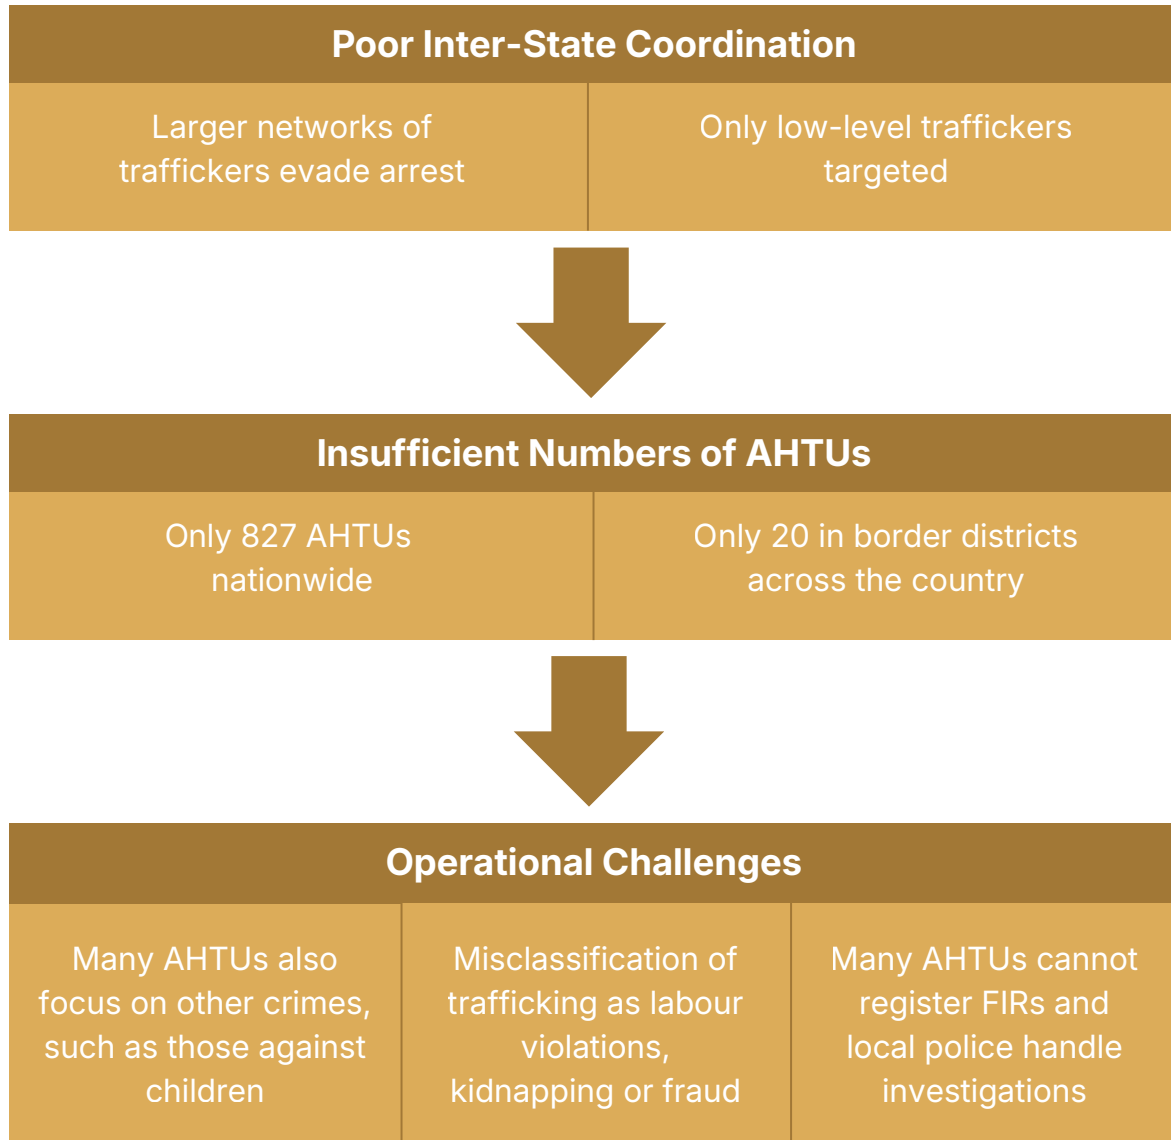 Poor Inter-State Coordination
Larger networks of
traffickers evade arrest
Only low-level traffickers
targeted
Insufficient Numbers of AHTUs
Only 827 AHTUs
nationwide
Only 20 in border districts
across the country
Operational Challenges
Many AHTUs also
focus on other crimes,
such as those against
children
Misclassification of
trafficking as labour
violations,
kidnapping or fraud
Many AHTUs cannot
register FIRs and
local police handle
investigations